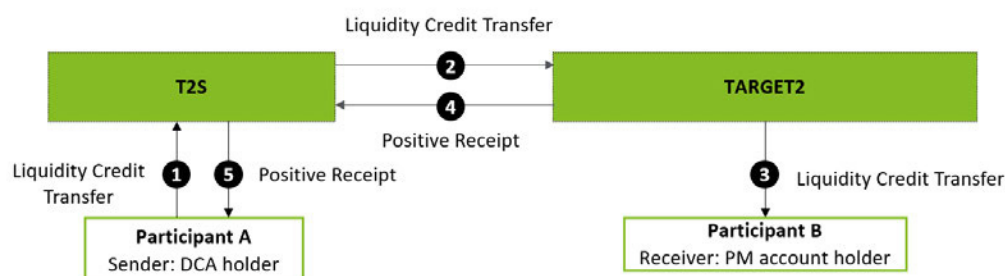 Liquidity Credit Transfer
2
T2S
TARGET2
4
Positive Receipt
Liquidity Credit
Transfer
1
5
Positive Receipt
3
Liquidity Credit Transfer
Participant A
Sender: DCA holder
Participant B
Receiver: PM account holder